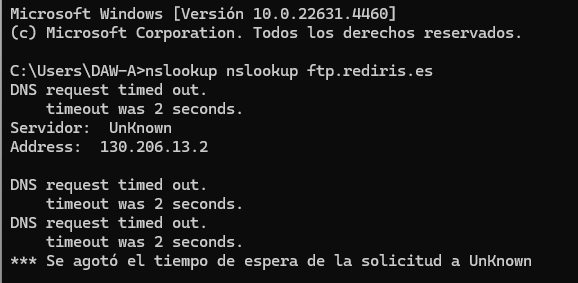 Microsoft Windows [Versión 10.0.22631.4460]
(c) Microsoft Corporation. Todos los derechos reservados.
C:\Users\DAW-A>nslookup nslookup ftp.rediris.es
DNS request timed out.
    timeout was 2 seconds.
Servidor:  UnKnown
Address:  130.206.13.2
DNS request timed out.
    timeout was 2 seconds.
DNS request timed out.
    timeout was 2 seconds.
*** Se agotó el tiempo de espera de la solicitud a UnKnown